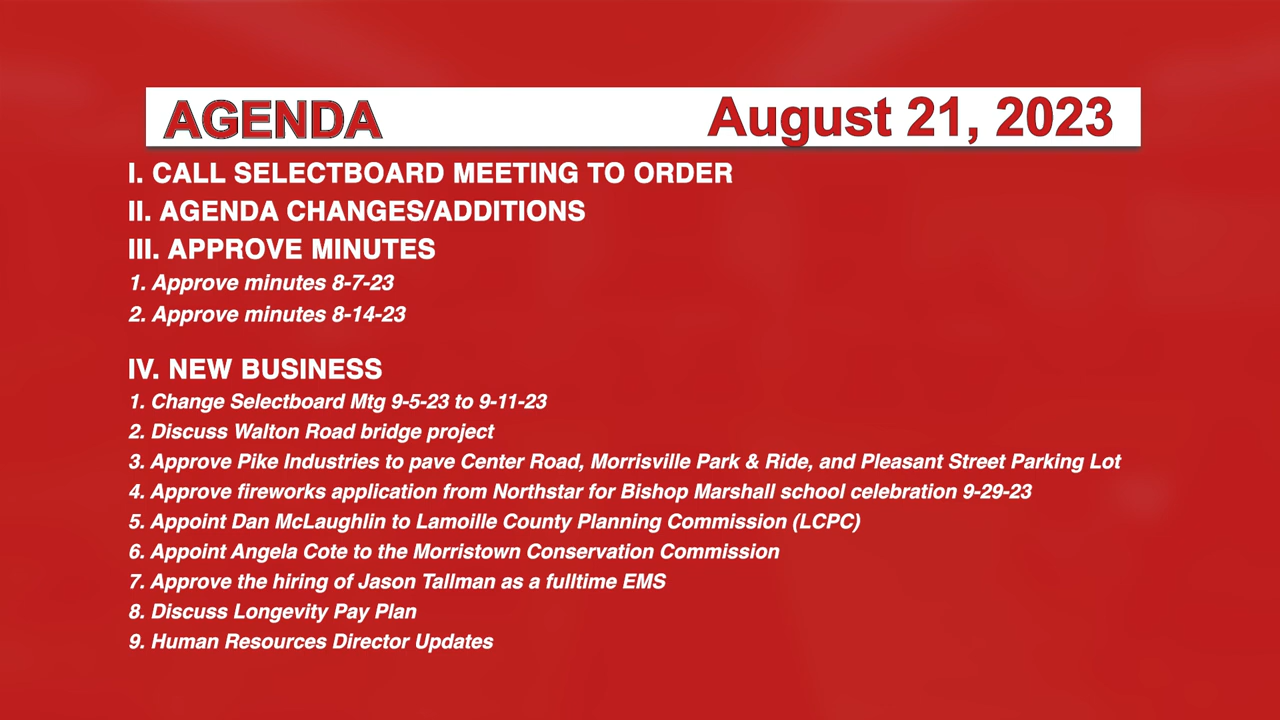 AGENDA August 21, 2023
I. CALL SELECTBOARD MEETING TO ORDER
II. AGENDA CHANGES/ADDITIONS
III. APPROVE MINUTES
1. Approve minutes 8-7-23
2. Approve minutes 8-14-23
IV. NEW BUSINESS
1. Change Selectboard Mtg 9-5-23 to 9-11-23
2. Discuss Walton Road bridge project
3. Approve Pike Industries to pave Center Road, Morrisville Park & Ride, and Pleasant Street Parking Lot
4. Approve fireworks application from Northstar for Bishop Marshall school celebration 9-29-23
5. Appoint Dan McLaughlin to Lamoille County Planning Commission (LCPC)
6. Appoint Angela Cote to the Morristown Conservation Commission
7. Approve the hiring of Jason Tallman as a fulltime EMS
8. Discuss Longevity Pay Plan
9. Human Resources Director Updates